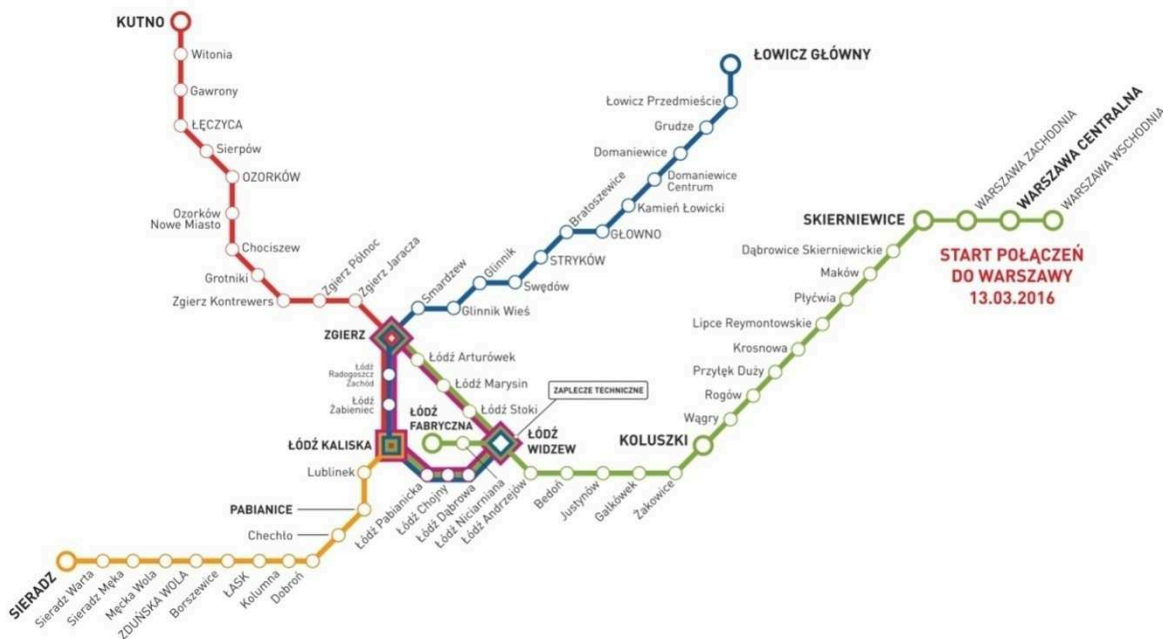 KUTNO
Witonia
Gawrony
ŁĘCZYCA
Sierpów
OZORKÓW
Ozorków
Nowe Miasto
Chociszew
Grotniki
Zgierz Kontrewers
Zgierz Północ
Zgierz Jaracza
ZGIERZ
ŁOWICZ GŁÓWNY
Łowicz Przedmieście
Grudze
Domaniewice
Domaniewice
Centrum
Kamień Łowicki
GŁOWNO
Bratoszewice
STRYKÓW
Swędów
Glinnik
Glinnik Wieś
Smardzew
WARSZAWA ZACHODNIA
WARSZAWA CENTRALNA
WARSZAWA WSCHODNIA
SKIERNIEWICE
START POŁĄCZEŃ
DO WARSZAWY
13.03.2016
Dąbrowice Skierniewickie
Maków
Płyćwia
Lipce Reymontowskie
Krosnowa
Przyłęk Duży
Rogów
Wągry
KOLUSZKI
Łódź
Radogoszcz
Zachód
Łódź
Żabieniec
Łódź Arturówek
Łódź Marysin
Łódź Stoki
ZAPLECZE TECHNICZNE
ŁÓDŹ
FABRYCZNA
ŁÓDŹ
WIDZEW
ŁÓDŹ KALISKA
Lublinek
PABIANICE
Chechło
Łódź Pabianicka
Łódź Chojny
Łódź Dąbrowa
Łódź Niciarniana
Łódź Andrzejów
Bedoń
Justynów
Gałkówek
Żakowice
SIERADZ
Sieradz Warta
Sieradz Męka
Męcka Wola
ZDUŃSKA WOLA
Borszewice
ŁASK
Kolumna
Dobroń